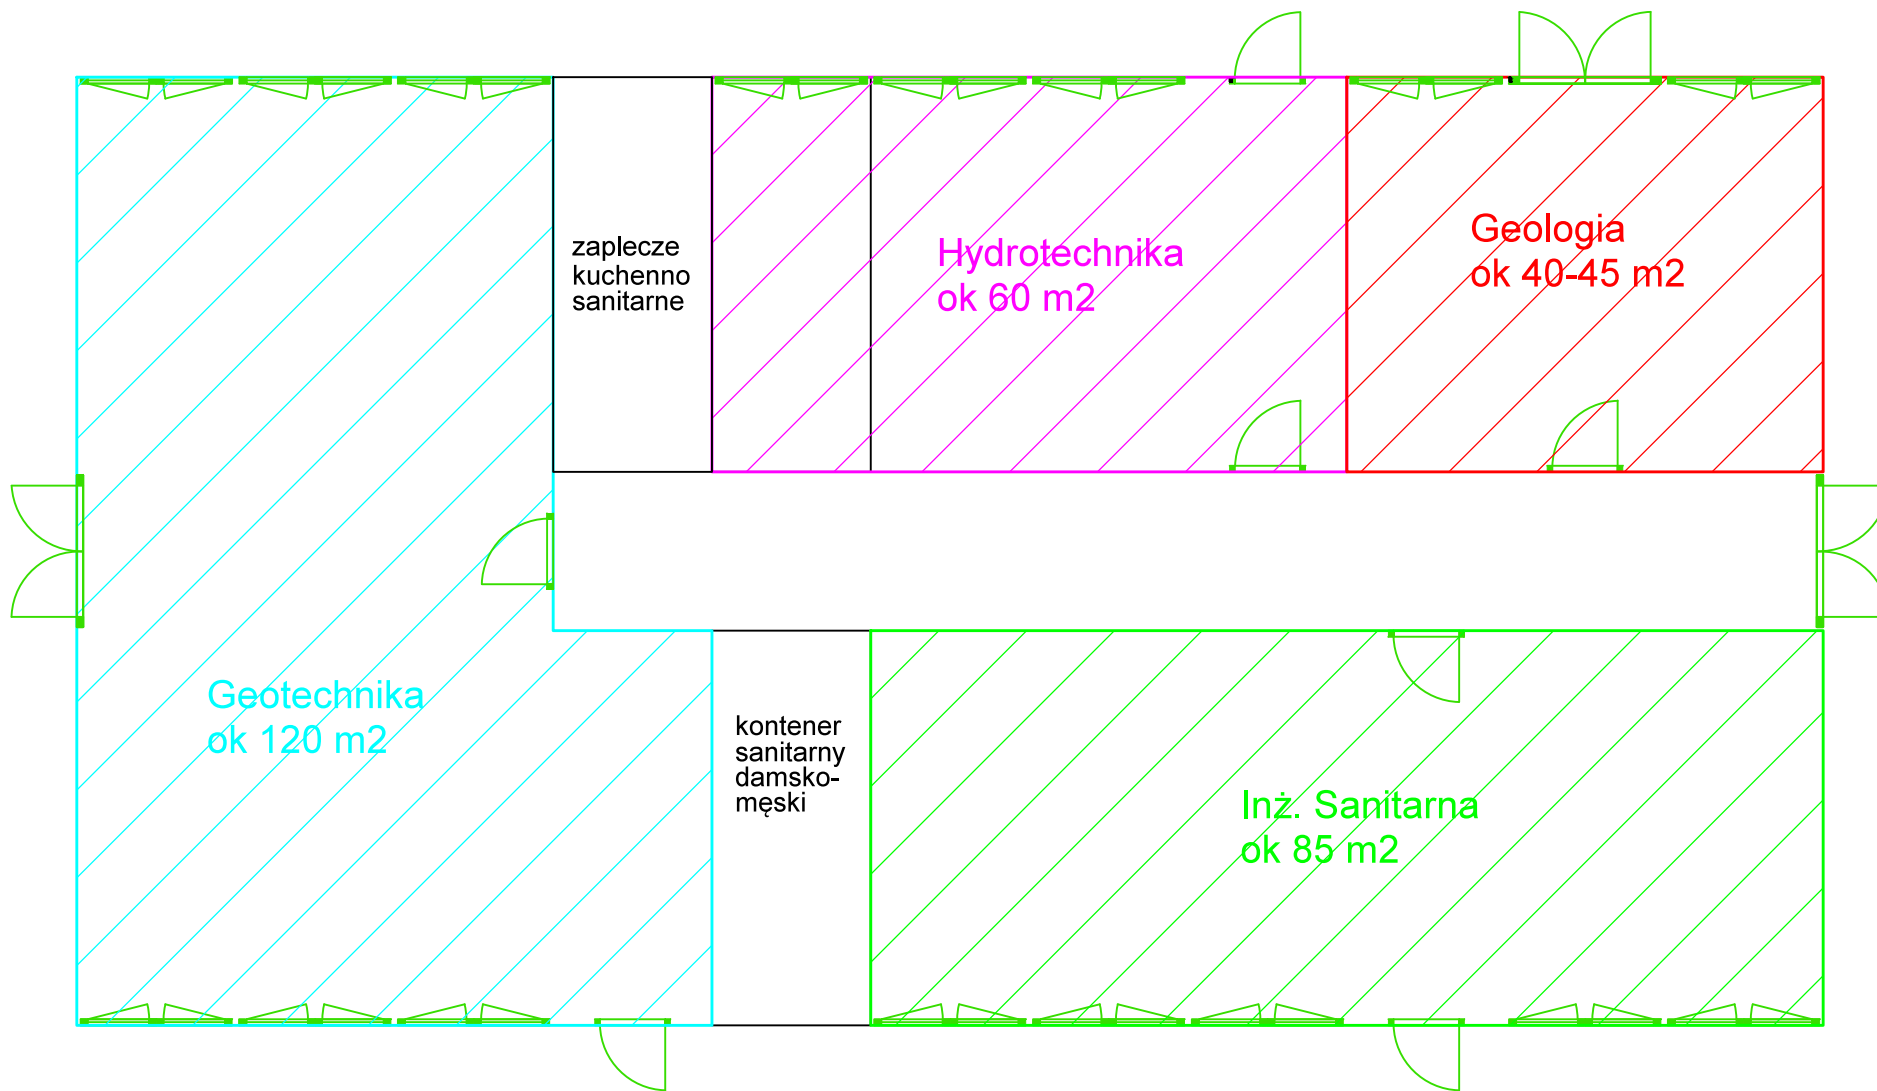 zaplecze
kuchenno
sanitarne
Hydrotechnika
ok 60 m2
Geologia
ok 40-45 m2
Geotechnika
ok 120 m2
kontener
sanitarny
damsko-
męski
Inż. Sanitarna
ok 85 m2